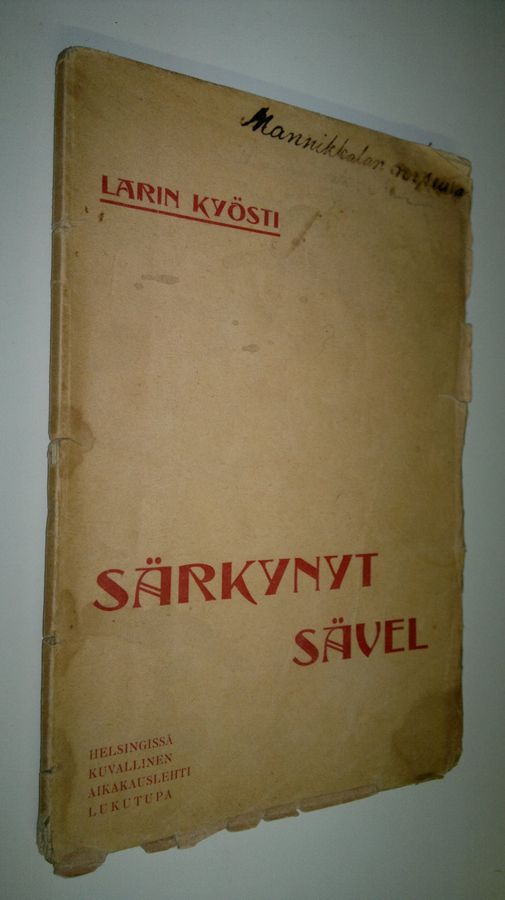 Mannikkalan
LARIN KYÖSTI
SÄRKYNYT
SÄVEL
HELSINGISSÄ
KUVALLINEN
AIKAKAUSLEHTI
LUKUTUPA